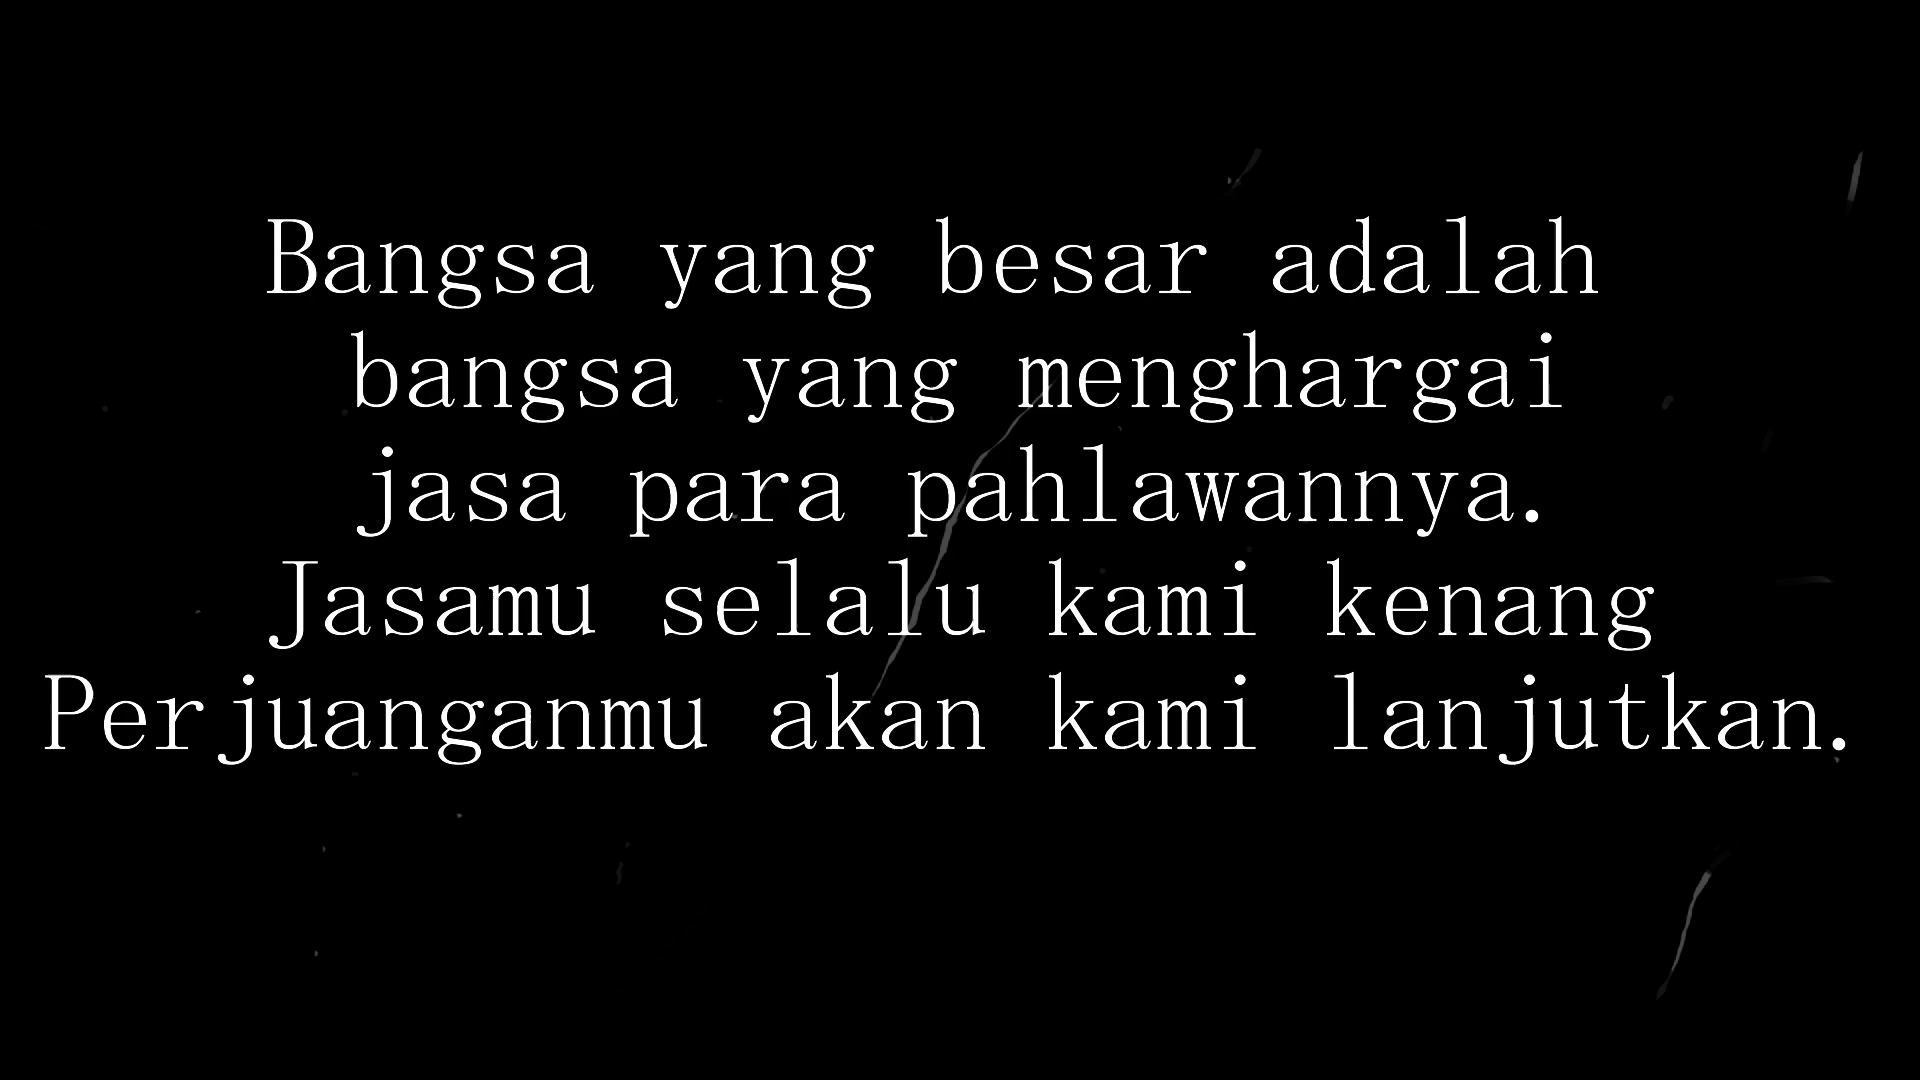 Bangsa yang besar adalah
bangsa yang menghargai
jasa para pahlawannya.
Jasamu selalu kami kenang
Perjuanganmu akan kami lanjutkan.